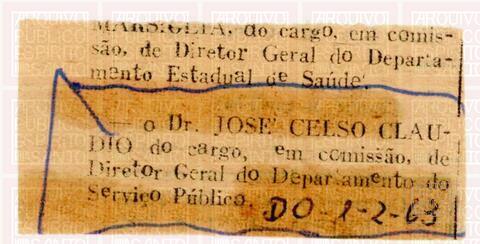 MARSIGLIA, do cargo, em comis-
são, de Diretor Geral do Departa-
mento Estadual de Saúde.
— o Dr. JOSÉ CELSO CLAU-
DIO do cargo, em comissão, de
Diretor Geral do Departamento do
Serviço Público.
DO-1-2-63